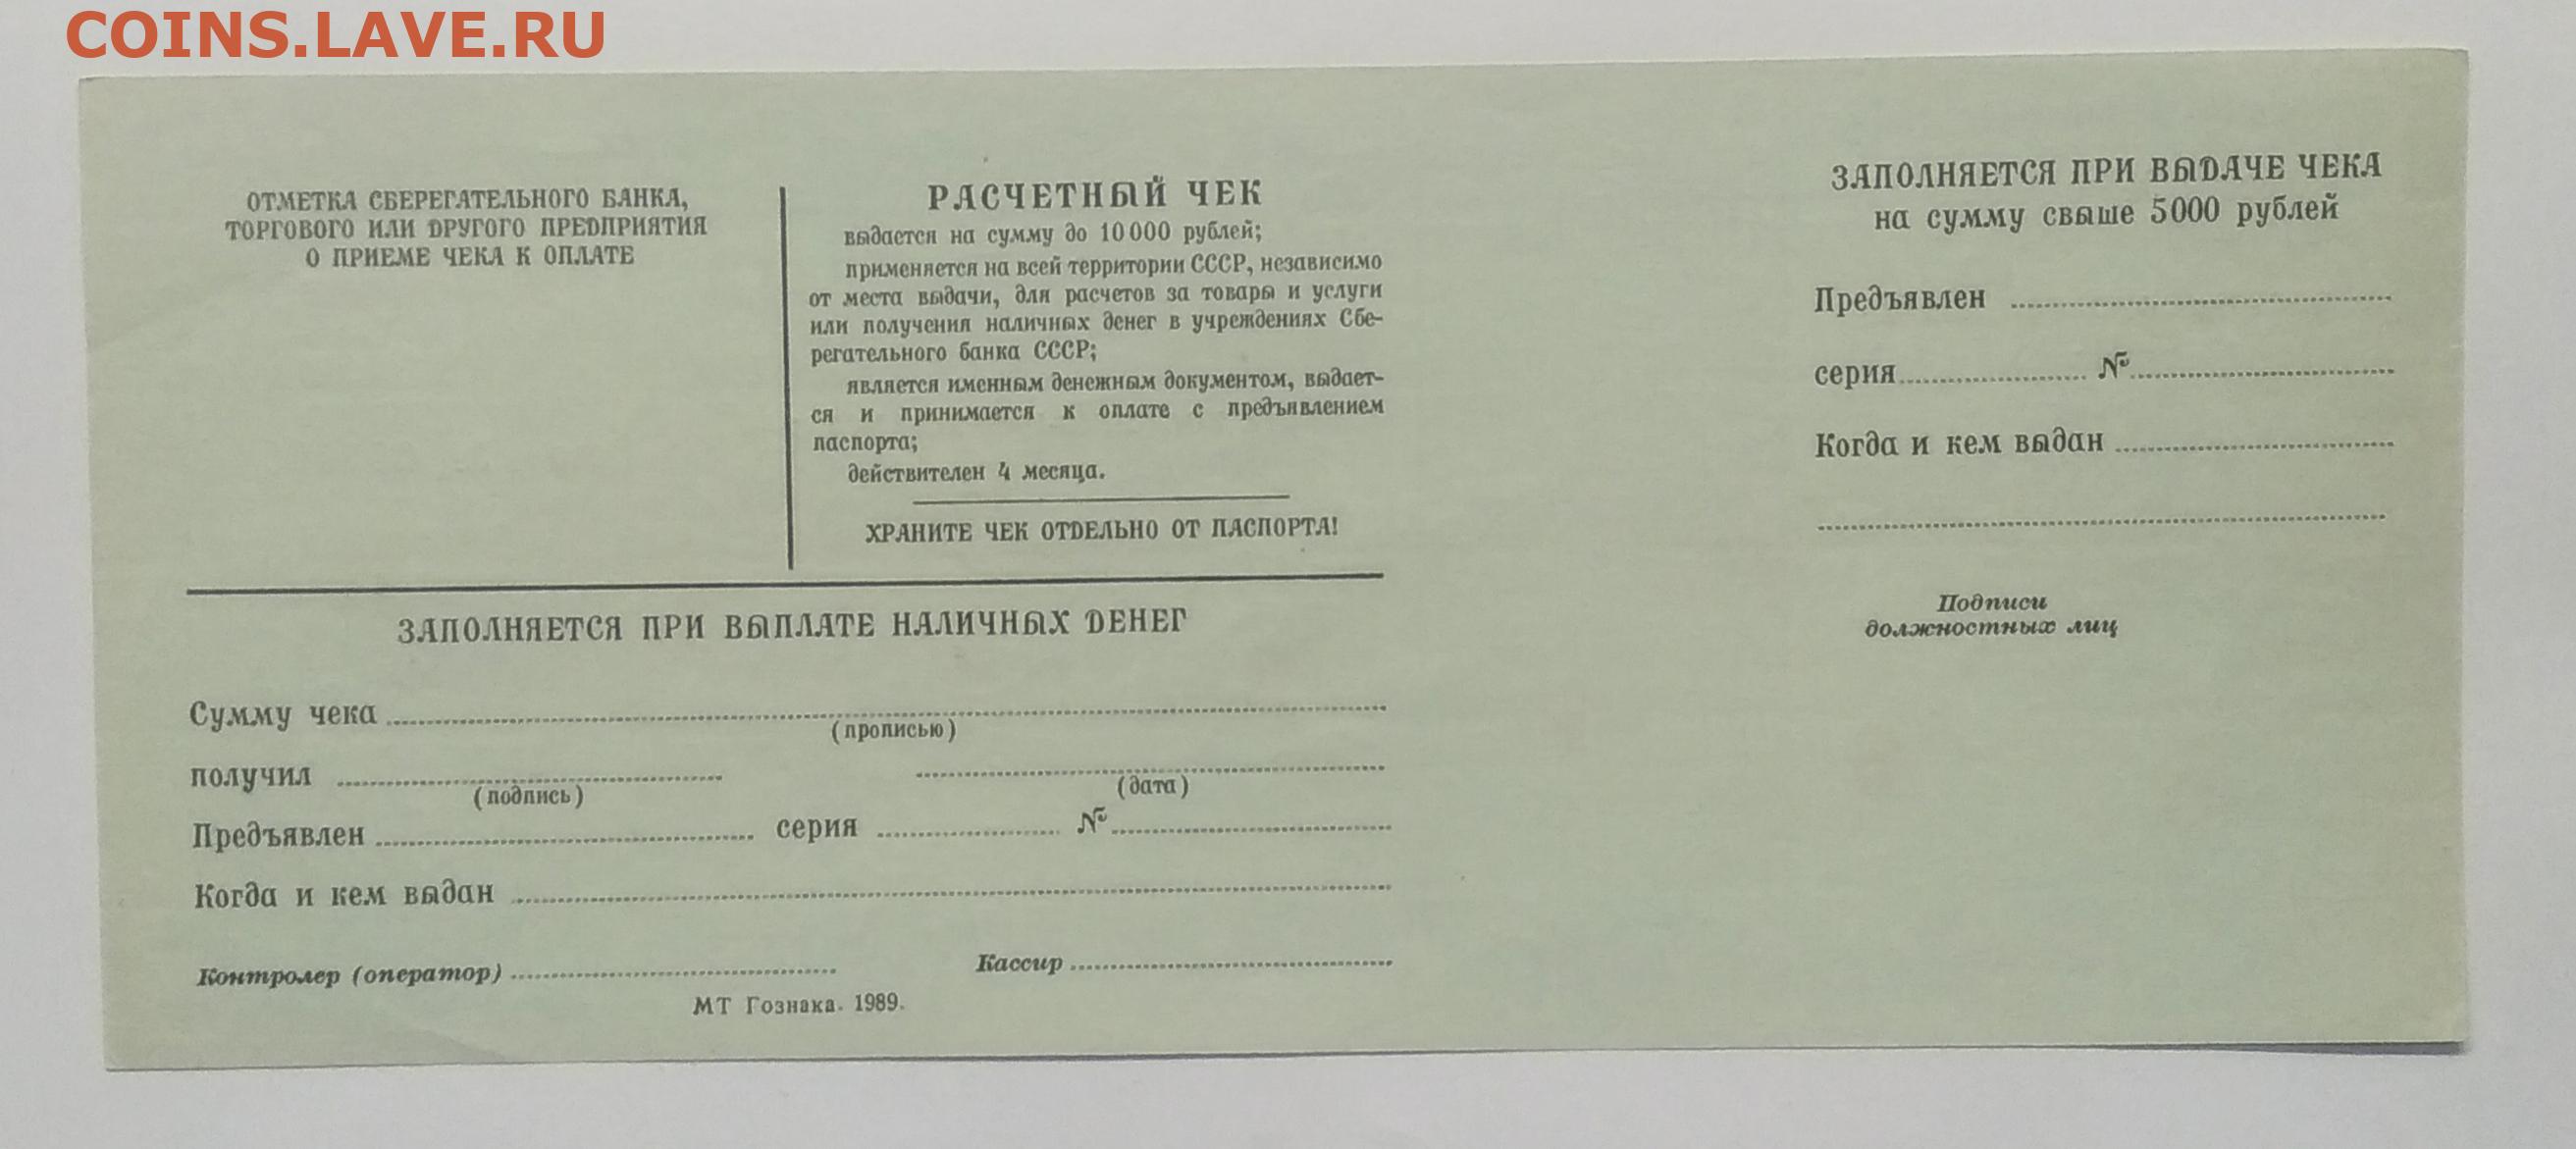 COINS.LAVE.RU
ОТМЕТКА СБЕРЕГАТЕЛЬНОГО БАНКА,
ТОРГОВОГО ИЛИ ДРУГОГО ПРЕДПРИЯТИЯ
О ПРИЕМЕ ЧЕКА К ОПЛАТЕ
РАСЧЕТНЫЙ ЧЕК
выдается на сумму до 10 000 рублей;
применяется на всей территории СССР, независимо
от места выдачи, для расчетов за товары и услуги
или получения наличных денег в учреждениях Сбе-
регательного банка СССР;
является именным денежным документом, выдает-
ся и принимается к оплате с предъявлением
паспорта;
действителен 4 месяца.
ХРАНИТЕ ЧЕК ОТДЕЛЬНО ОТ ПАСПОРТА!
ЗАПОЛНЯЕТСЯ ПРИ ВЫПЛАТЕ НАЛИЧНЫХ ДЕНЕГ
Сумму чека
(прописью)
получил
(подпись) (дата)
Предъявлен серия №
Когда и кем выдан
Контролер (оператор) Кассир
МТ Гознака. 1989.
ЗАПОЛНЯЕТСЯ ПРИ ВЫДАЧЕ ЧЕКА
на сумму свыше 5000 рублей
Предъявлен
серия №
Когда и кем выдан
Подписи
должностных лиц